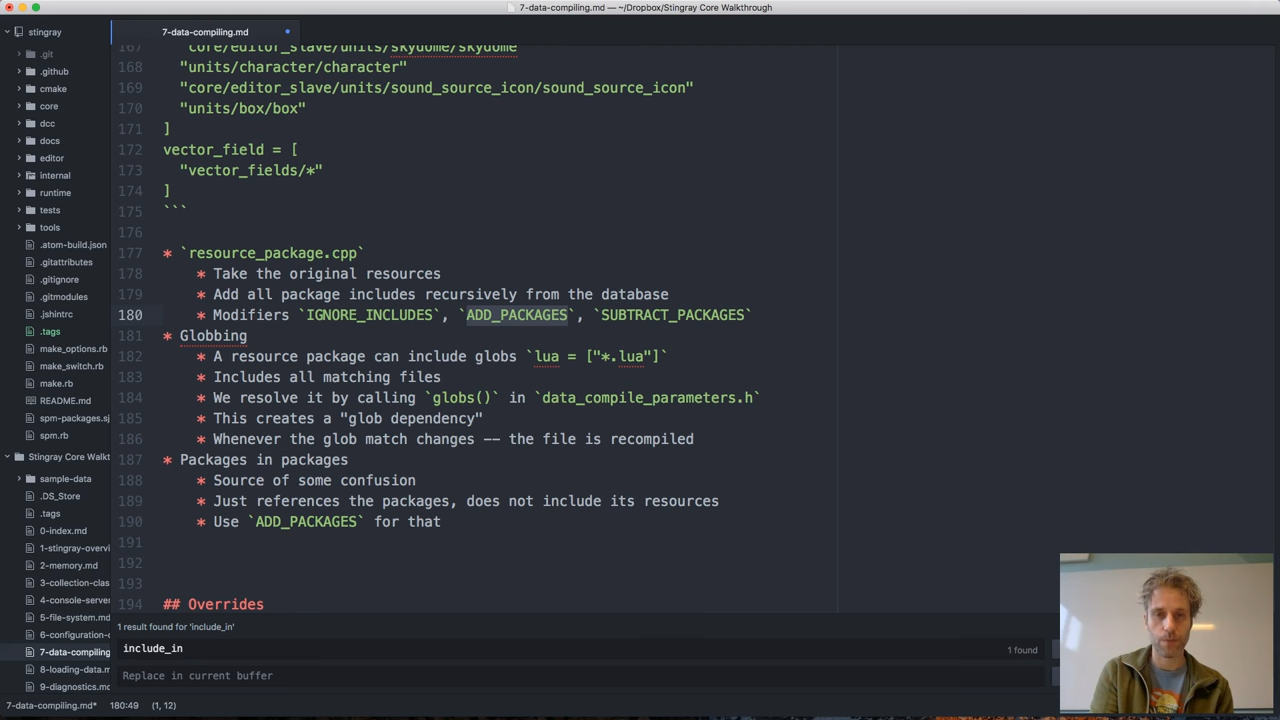 7-data-compiling.md — ~/Dropbox/Stingray Core Walkthrough
stingray
7-data-compiling.md
.git
.github
cmake
core
dcc
docs
editor
internal
runtime
tests
tools
.atom-build.json
.gitattributes
.gitignore
.gitmodules
.jshintrc
.tags
make_options.rb
make_switch.rb
make.rb
README.md
spm-packages.sj
spm.rb
Stingray Core Walkt
sample-data
.DS_Store
.tags
0-index.md
1-stingray-overvi
2-memory.md
3-collection-clas
4-console-server
5-file-system.md
6-configuration-d
7-data-compiling
8-loading-data.m
9-diagnostics.md
167 "core/editor_slave/units/skydome/skydome
168 "units/character/character"
169 "core/editor_slave/units/sound_source_icon/sound_source_icon"
170 "units/box/box"
171 ]
172 vector_field = [
173 "vector_fields/*"
174 ]
175 ```
176
177 * `resource_package.cpp`
178 * Take the original resources
179 * Add all package includes recursively from the database
180 * Modifiers `IGNORE_INCLUDES`, `ADD_PACKAGES`, `SUBTRACT_PACKAGES`
181 * Globbing
182 * A resource package can include globs `lua = ["*.lua"]`
183 * Includes all matching files
184 * We resolve it by calling `globs()` in `data_compile_parameters.h`
185 * This creates a "glob dependency"
186 * Whenever the glob match changes -- the file is recompiled
187 * Packages in packages
188 * Source of some confusion
189 * Just references the packages, does not include its resources
190 * Use `ADD_PACKAGES` for that
191
192
193
194 ## Overrides
1 result found for 'include_in'
include_in
1 found
Replace in current buffer
7-data-compiling.md* 180:49 (1, 12)